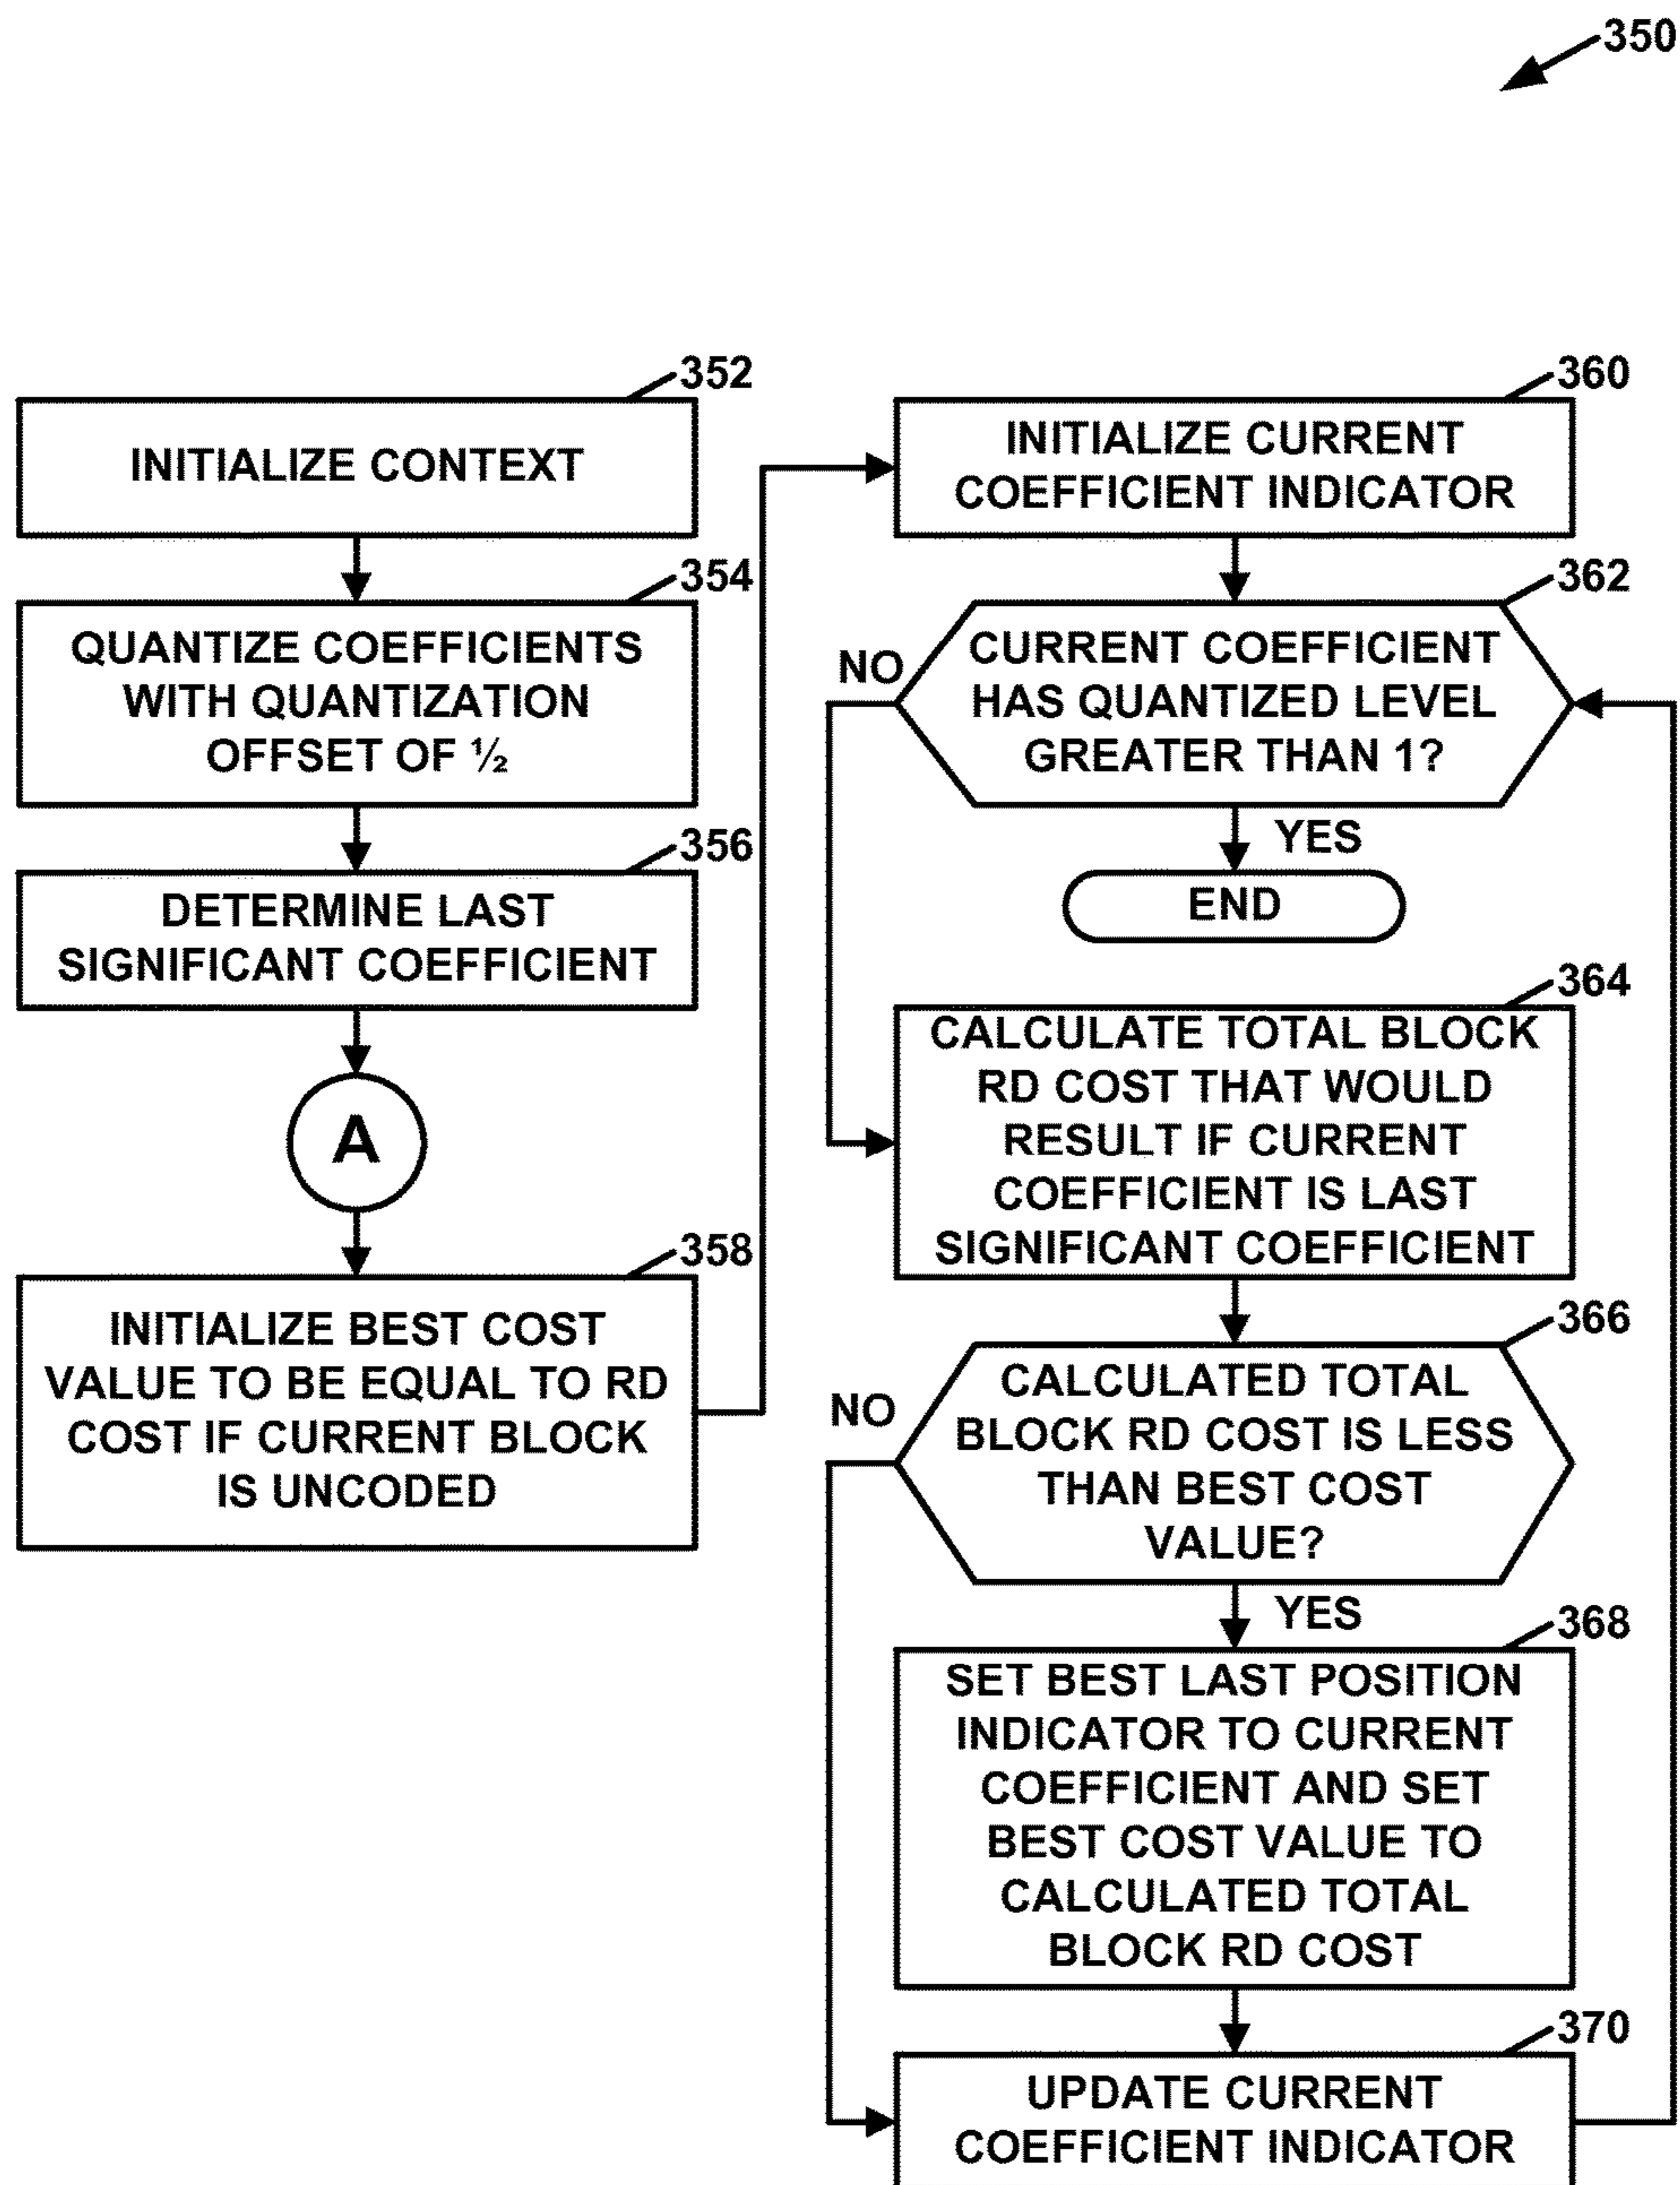 350
352
INITIALIZE CONTEXT
354
QUANTIZE COEFFICIENTS
WITH QUANTIZATION
OFFSET OF ½
356
DETERMINE LAST
SIGNIFICANT COEFFICIENT
A
358
INITIALIZE BEST COST
VALUE TO BE EQUAL TO RD
COST IF CURRENT BLOCK
IS UNCODED
360
INITIALIZE CURRENT
COEFFICIENT INDICATOR
362
CURRENT COEFFICIENT
HAS QUANTIZED LEVEL
GREATER THAN 1?
NO
YES
END
364
CALCULATE TOTAL BLOCK
RD COST THAT WOULD
RESULT IF CURRENT
COEFFICIENT IS LAST
SIGNIFICANT COEFFICIENT
366
CALCULATED TOTAL
BLOCK RD COST IS LESS
THAN BEST COST
VALUE?
NO
YES
368
SET BEST LAST POSITION
INDICATOR TO CURRENT
COEFFICIENT AND SET
BEST COST VALUE TO
CALCULATED TOTAL
BLOCK RD COST
370
UPDATE CURRENT
COEFFICIENT INDICATOR